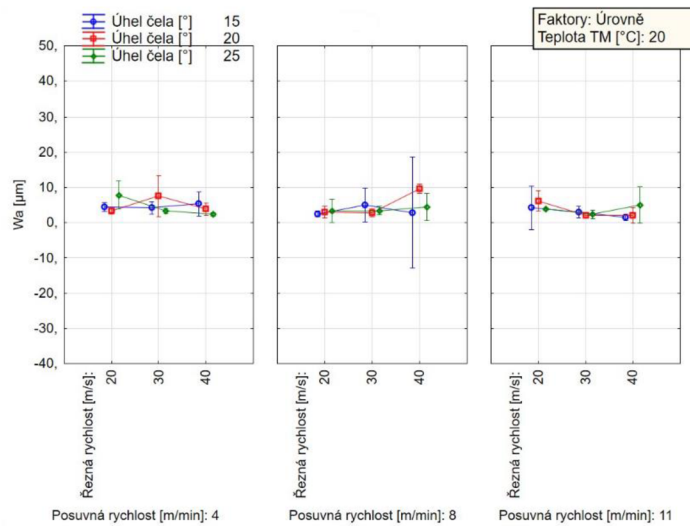 Úhel čela [°] 15
Úhel čela [°] 20
Úhel čela [°] 25
Faktory: Úrovně
Teplota TM [°C]: 20
Wa [µm]
50,
40,
30,
20,
10,
0,
-10,
-20,
-30,
-40,
Řezná rychlost [m/s]:
20
30
40
Řezná rychlost [m/s]:
20
30
40
Řezná rychlost [m/s]:
20
30
40
Posuvná rychlost [m/min]: 4
Posuvná rychlost [m/min]: 8
Posuvná rychlost [m/min]: 11